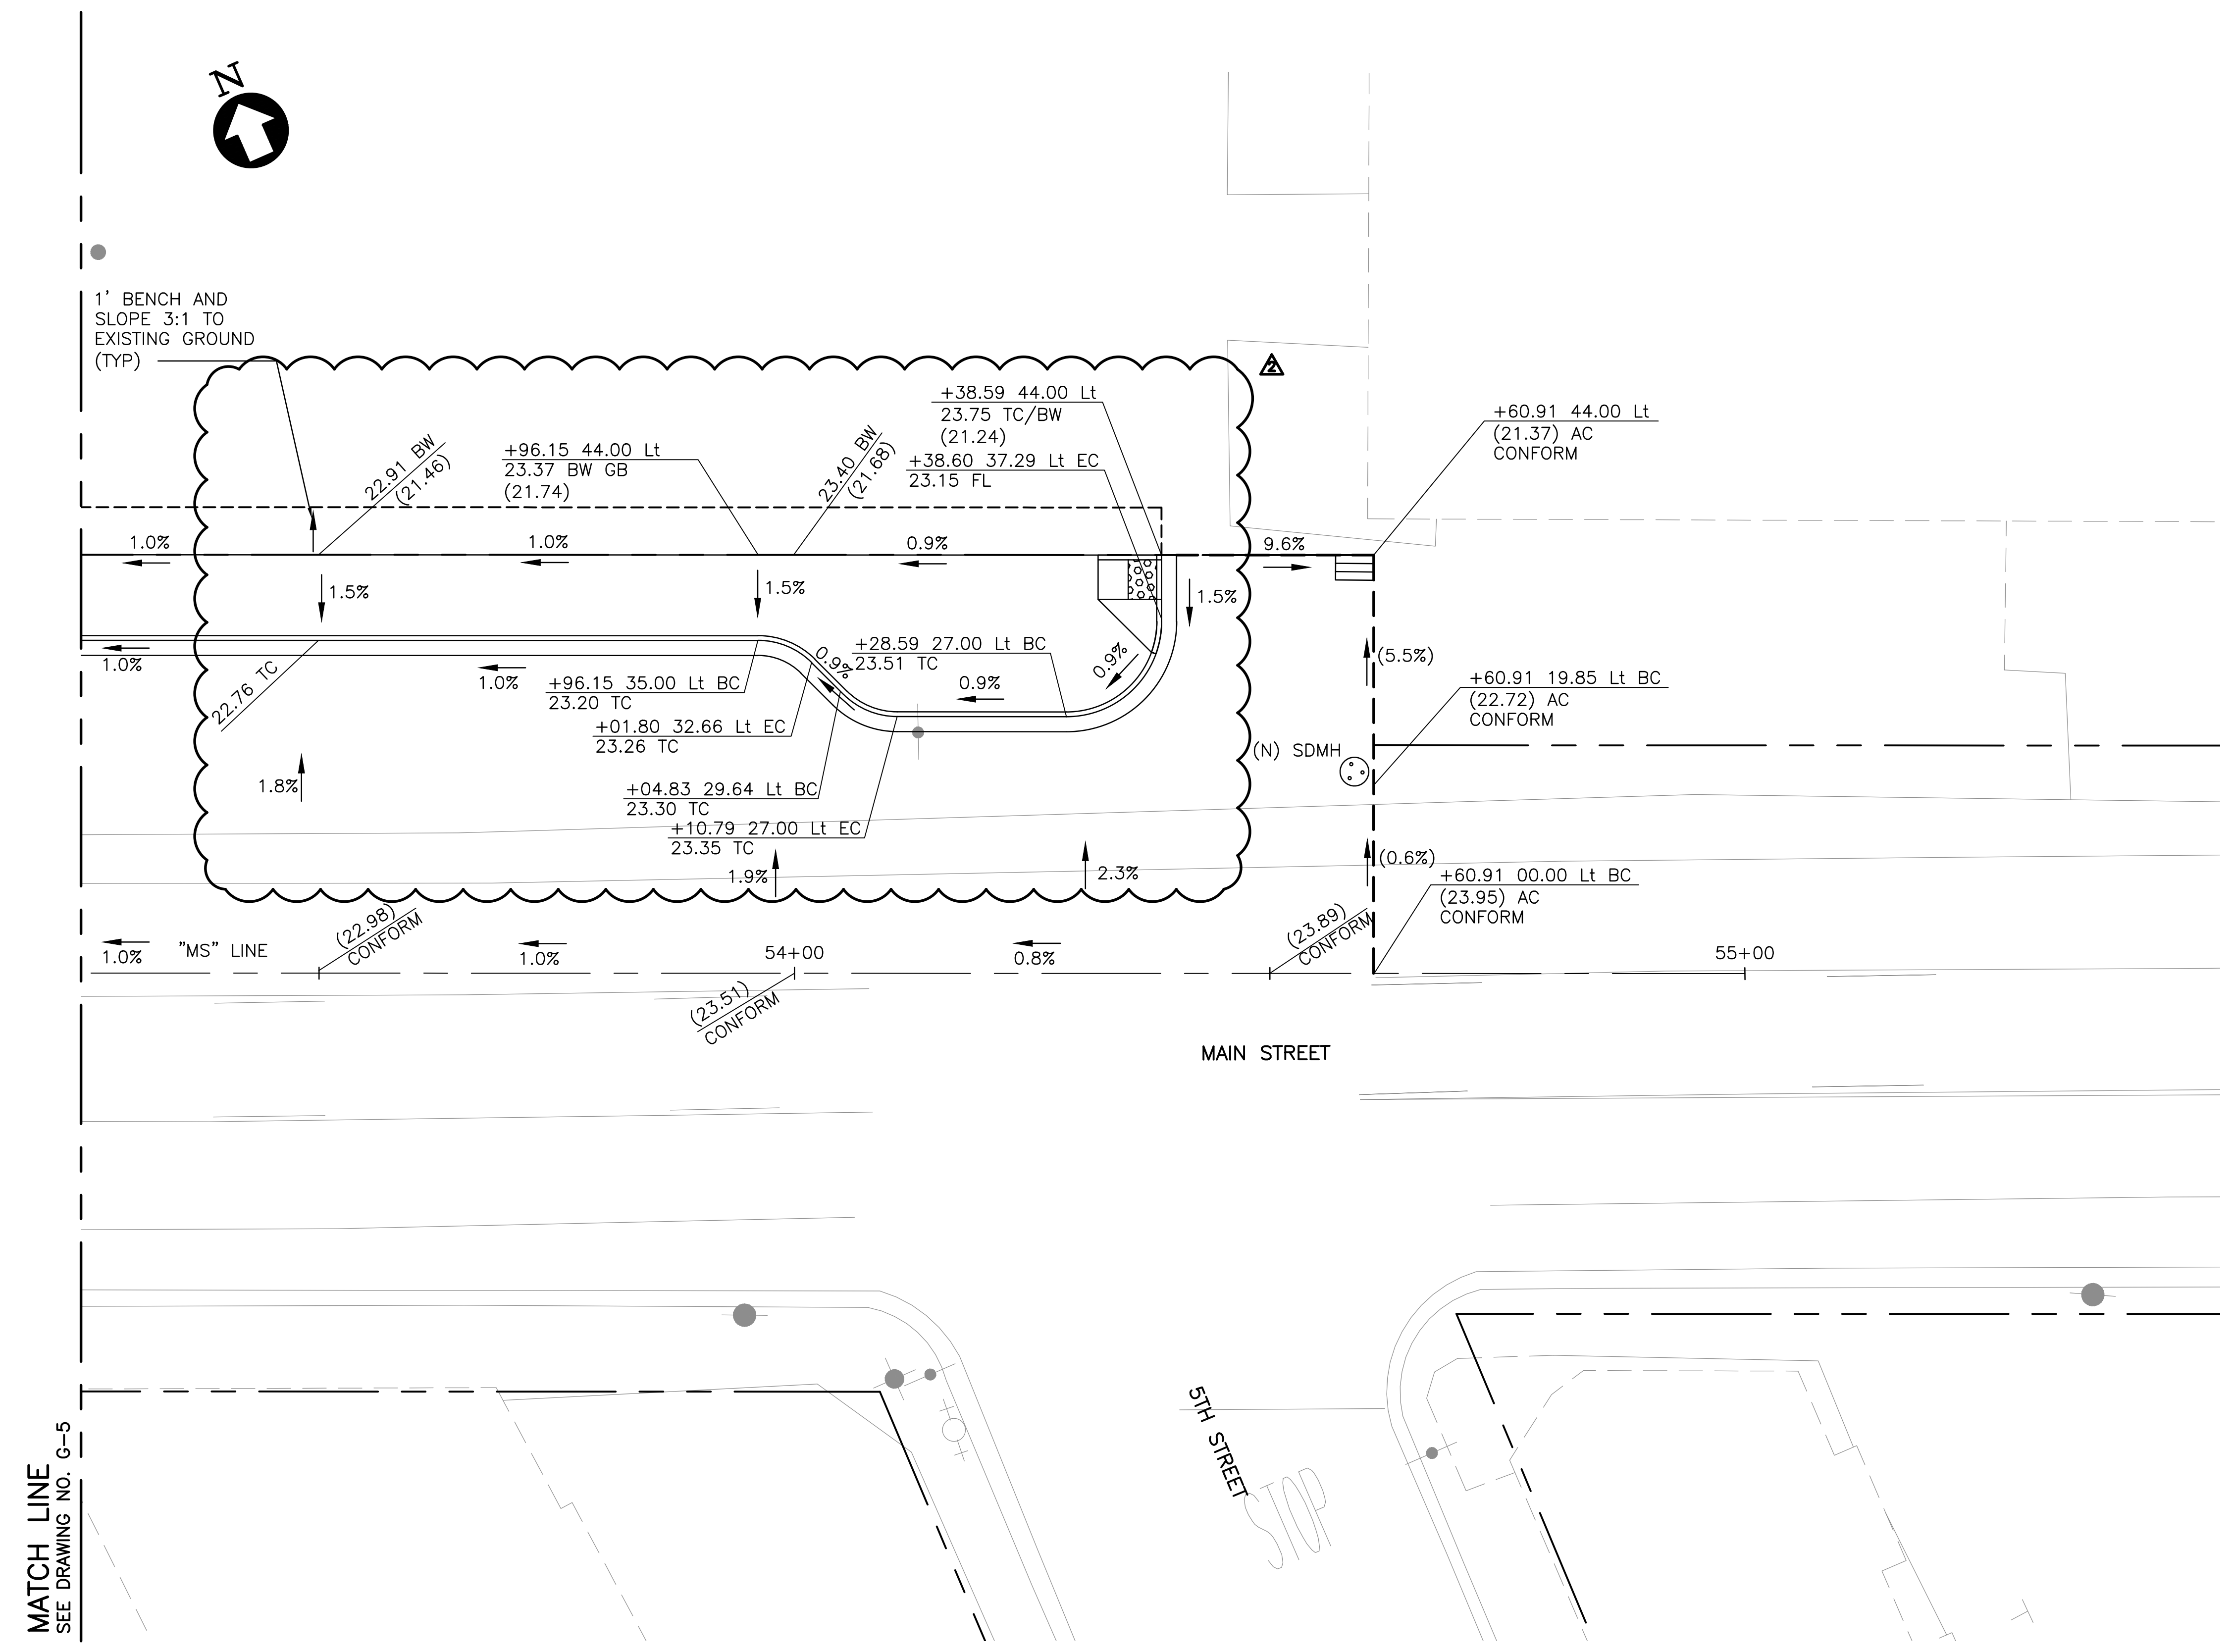 N
1' BENCH AND
SLOPE 3:1 TO
EXISTING GROUND
(TYP)
2
+38.59 44.00 Lt
23.75 TC/BW
(21.24)
+38.60 37.29 Lt EC
23.15 FL
+60.91 44.00 Lt
(21.37) AC
CONFORM
22.91 BW
(21.46)
+96.15 44.00 Lt
23.37 BW GB
(21.74)
23.40 BW
(21.68)
1.0%
1.0%
0.9%
9.6%
1.5%
1.5%
1.5%
1.0%
22.76 TC
1.0%
0.9%
+28.59 27.00 Lt BC
23.51 TC
0.9%
0.9%
(5.5%)
+96.15 35.00 Lt BC
23.20 TC
+01.80 32.66 Lt EC
23.26 TC
+60.91 19.85 Lt BC
(22.72) AC
CONFORM
(N) SDMH
1.8%
+04.83 29.64 Lt BC
23.30 TC
+10.79 27.00 Lt EC
23.35 TC
1.9%
2.3%
(0.6%)
+60.91 00.00 Lt BC
(23.95) AC
CONFORM
(22.98)
CONFORM
(23.89)
CONFORM
1.0%
"MS" LINE
1.0%
54+00
0.8%
55+00
(23.51)
CONFORM
MAIN STREET
5TH STREET
STOP
MATCH LINE
SEE DRAWING NO. G-5